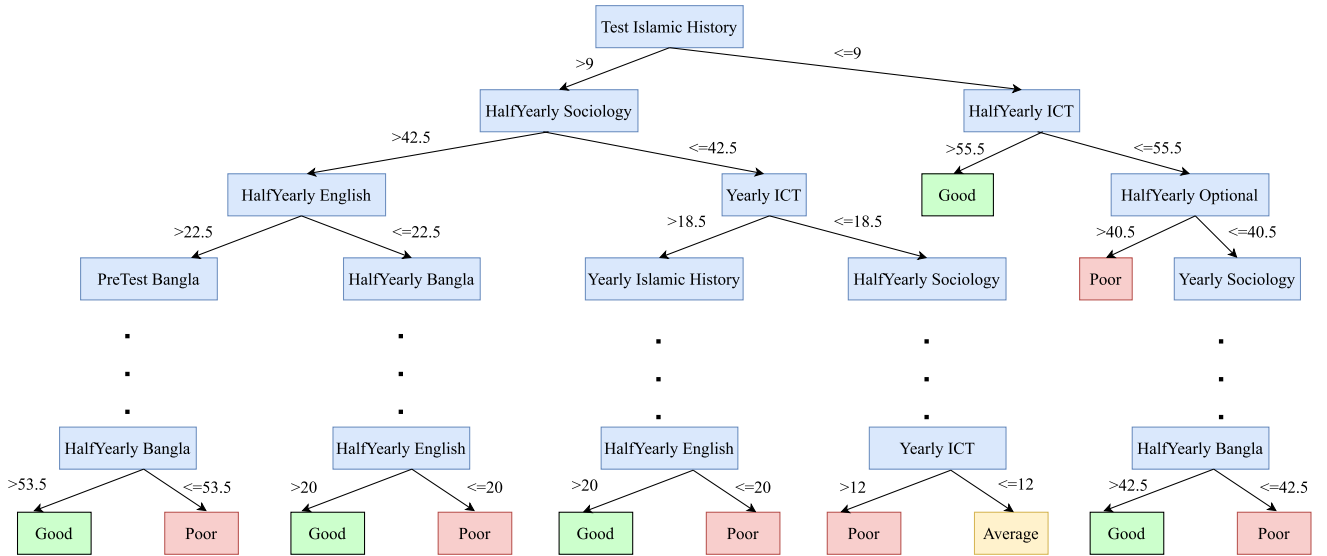 Test Islamic History
>9
<=9
HalfYearly Sociology
HalfYearly ICT
>42.5
<=42.5
>55.5
<=55.5
HalfYearly English
Yearly ICT
Good
HalfYearly Optional
>22.5
<=22.5
>18.5
<=18.5
>40.5
<=40.5
PreTest Bangla
HalfYearly Bangla
Yearly Islamic History
HalfYearly Sociology
Poor
Yearly Sociology
HalfYearly Bangla
HalfYearly English
HalfYearly English
Yearly ICT
HalfYearly Bangla
>53.5
<=53.5
>20
<=20
>20
<=20
>12
<=12
>42.5
<=42.5
Good
Poor
Good
Poor
Good
Poor
Poor
Average
Good
Poor